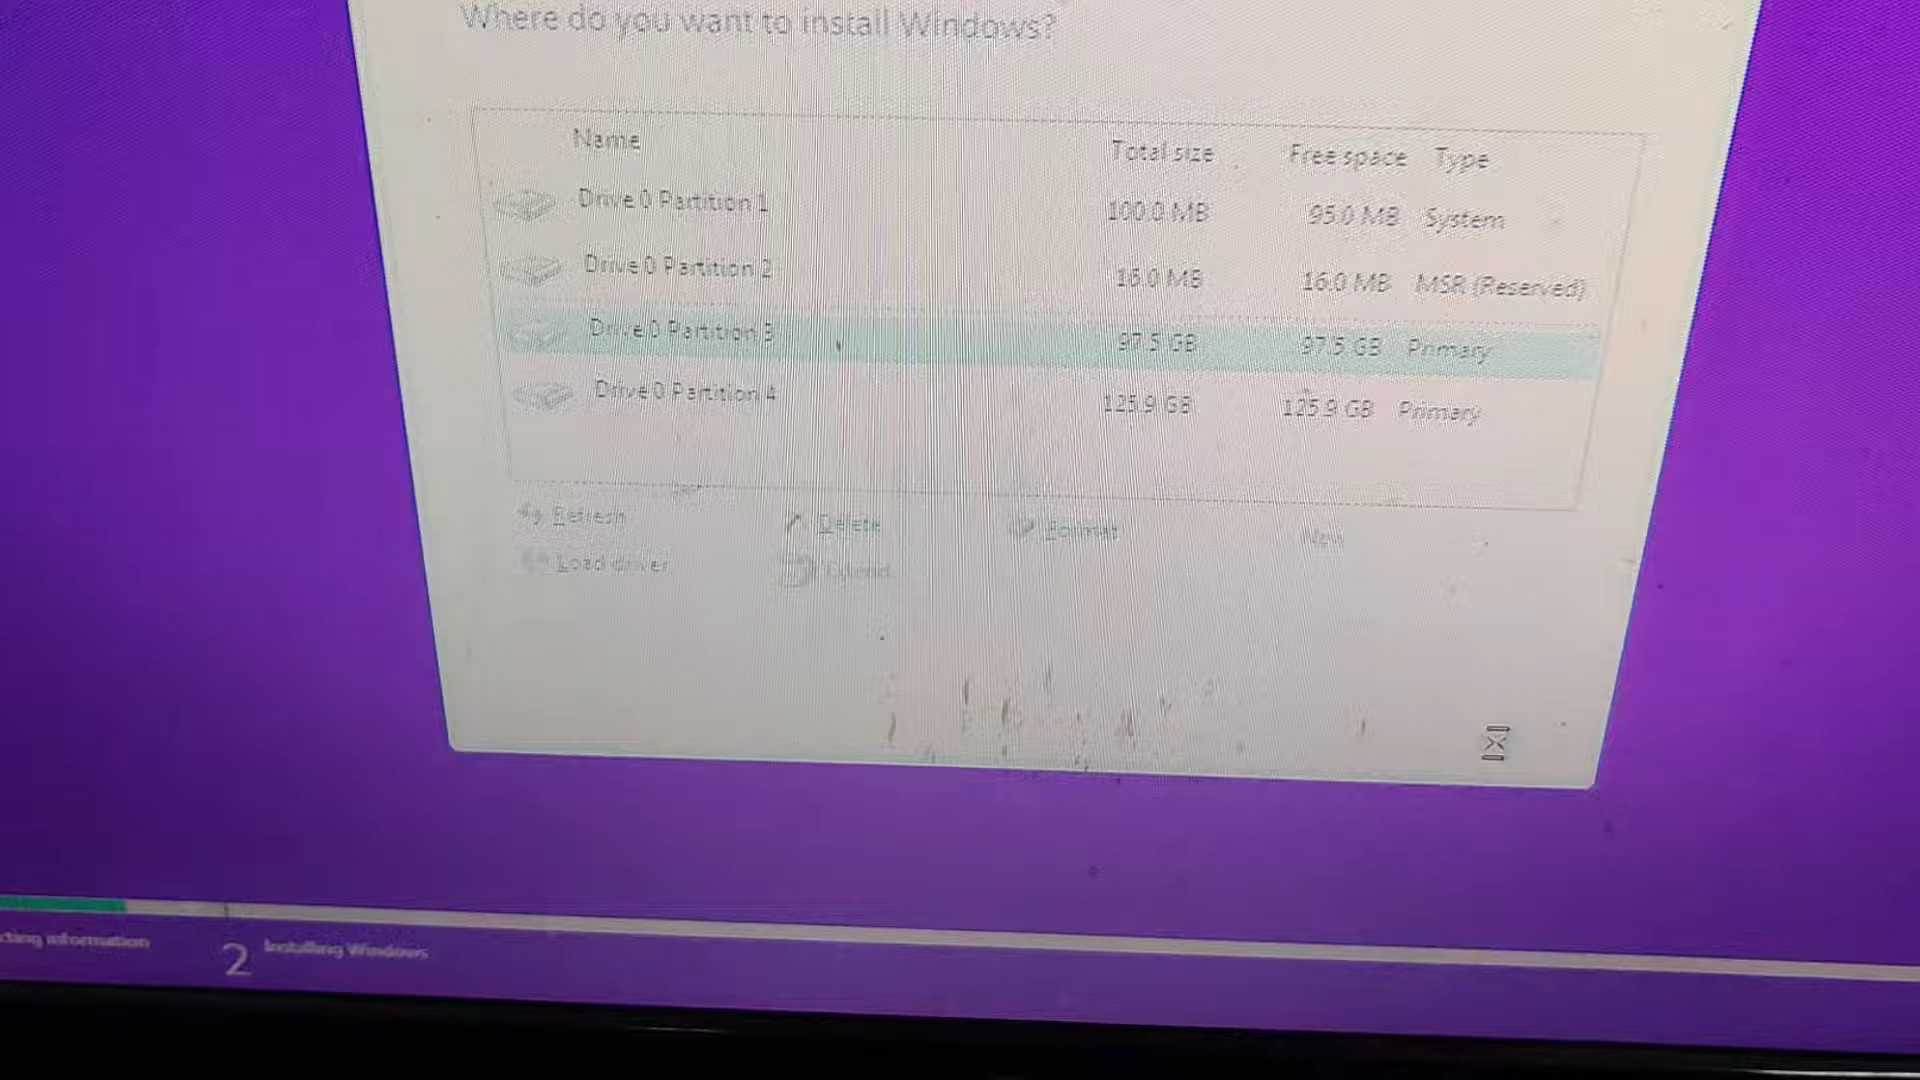 Where do you want to install Windows?
Name Total size Free space Type
Drive 0 Partition 1 100.0 MB 95.0 MB System
Drive 0 Partition 2 16.0 MB 16.0 MB MSR (Reserved)
Drive 0 Partition 3 97.5 GB 97.5 GB Primary
Drive 0 Partition 4 125.9 GB 125.9 GB Primary
Refresh Delete Format New
Load driver Extend
cting information 2 Installing Windows